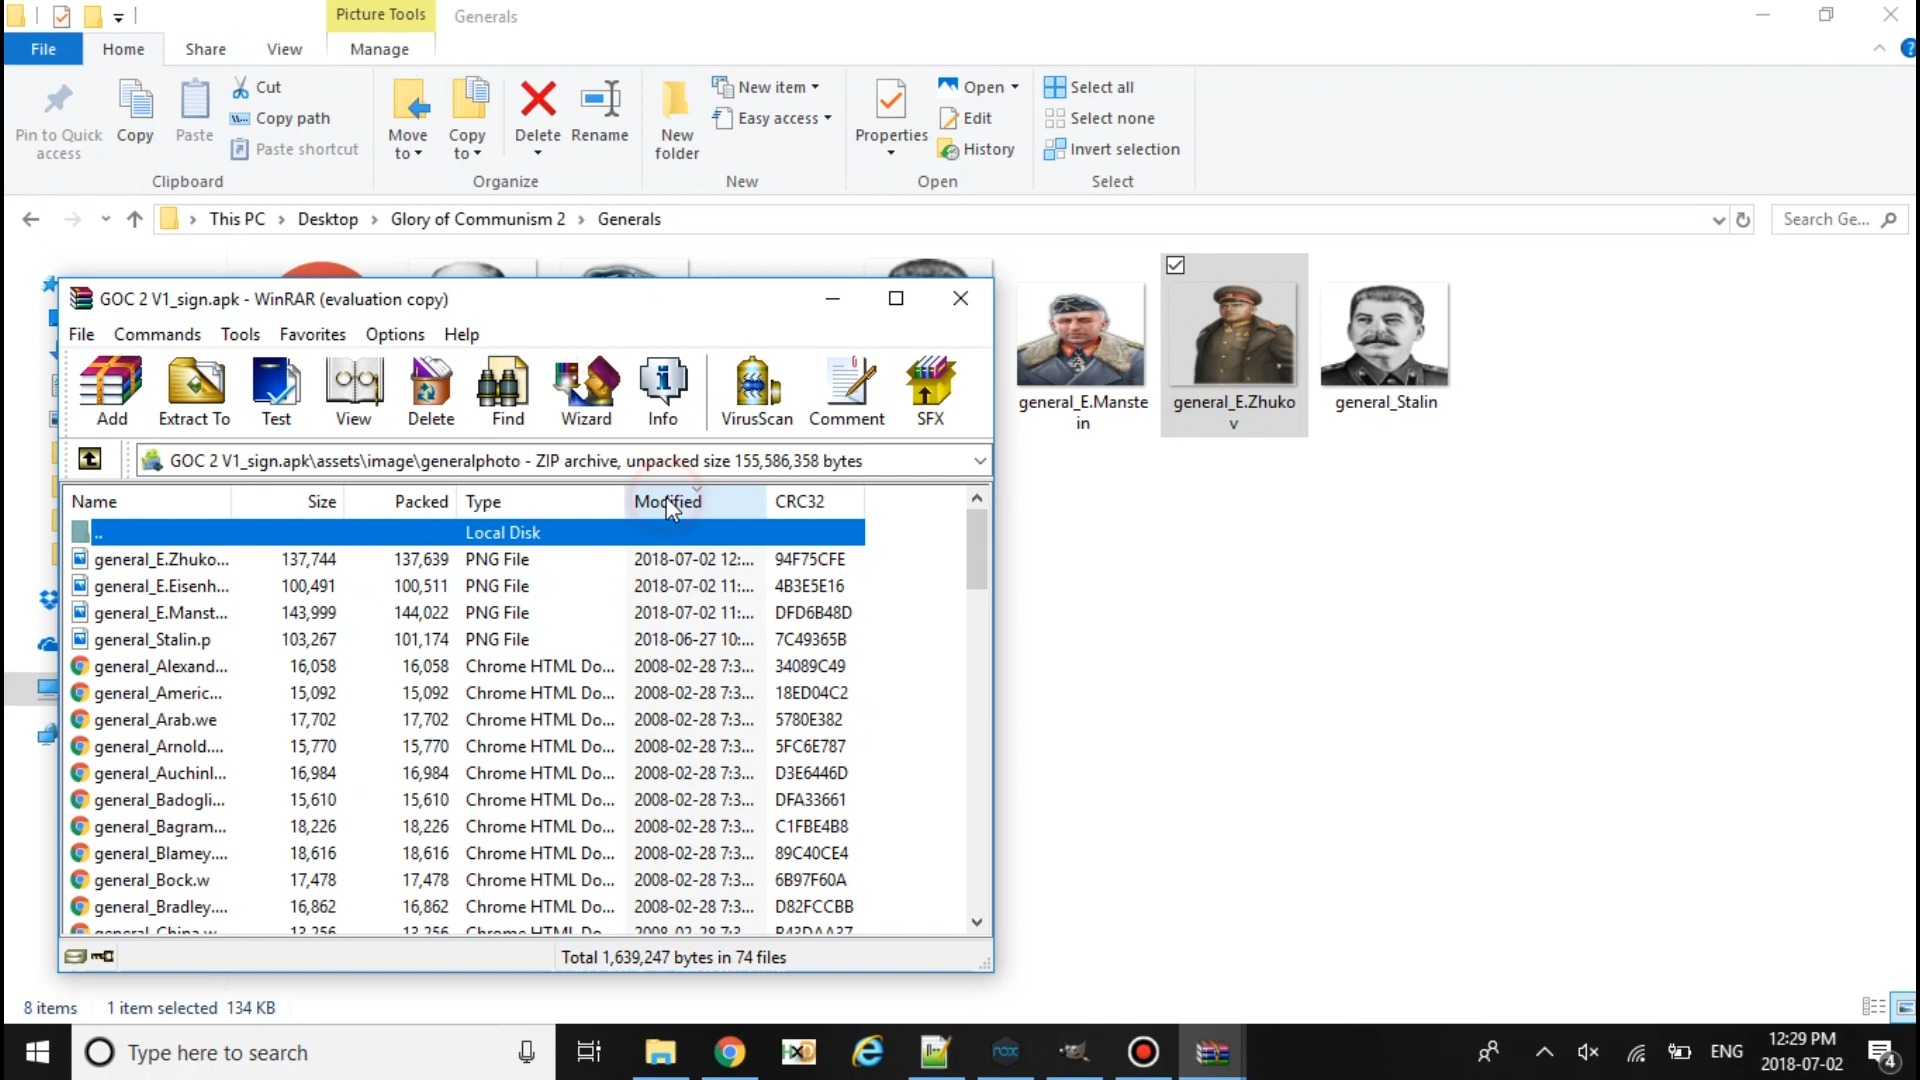 Picture Tools
Generals
File
Home
Share
View
Manage
Pin to Quick
access
Copy
Paste
Cut
Copy path
Paste shortcut
Move
to
Copy
to
Delete
Rename
New
folder
New item
Easy access
Properties
Open
Edit
History
Select all
Select none
Invert selection
Clipboard
Organize
New
Open
Select
This PC > Desktop > Glory of Communism 2 > Generals
Search Ge...
general_E.Manste
in
general_E.Zhuko
v
general_Stalin
GOC 2 V1_sign.apk - WinRAR (evaluation copy)
File Commands Tools Favorites Options Help
Add Extract To Test View Delete Find Wizard Info VirusScan Comment SFX
GOC 2 V1_sign.apk\assets\image\generalphoto - ZIP archive, unpacked size 155,586,358 bytes
Name Size Packed Type Modified CRC32
.. Local Disk
general_E.Zhuko... 137,744 137,639 PNG File 2018-07-02 12:... 94F75CFE
general_E.Eisenh... 100,491 100,511 PNG File 2018-07-02 11:... 4B3E5E16
general_E.Manst... 143,999 144,022 PNG File 2018-07-02 11:... DFD6B48D
general_Stalin.p 103,267 101,174 PNG File 2018-06-27 10:... 7C49365B
general_Alexand... 16,058 16,058 Chrome HTML Do... 2008-02-28 7:3... 34089C49
general_Americ... 15,092 15,092 Chrome HTML Do... 2008-02-28 7:3... 18ED04C2
general_Arab.we 17,702 17,702 Chrome HTML Do... 2008-02-28 7:3... 5780E382
general_Arnold.... 15,770 15,770 Chrome HTML Do... 2008-02-28 7:3... 5FC6E787
general_Auchinl... 16,984 16,984 Chrome HTML Do... 2008-02-28 7:3... D3E6446D
general_Badogli... 15,610 15,610 Chrome HTML Do... 2008-02-28 7:3... DFA33661
general_Bagram... 18,226 18,226 Chrome HTML Do... 2008-02-28 7:3... C1FBE4B8
general_Blamey.... 18,616 18,616 Chrome HTML Do... 2008-02-28 7:3... 89C40CE4
general_Bock.w 17,478 17,478 Chrome HTML Do... 2008-02-28 7:3... 6B97F60A
general_Bradley.... 16,862 16,862 Chrome HTML Do... 2008-02-28 7:3... D82FCCBB
Total 1,639,247 bytes in 74 files
8 items 1 item selected 134 KB
Type here to search
ENG
12:29 PM
2018-07-02
4